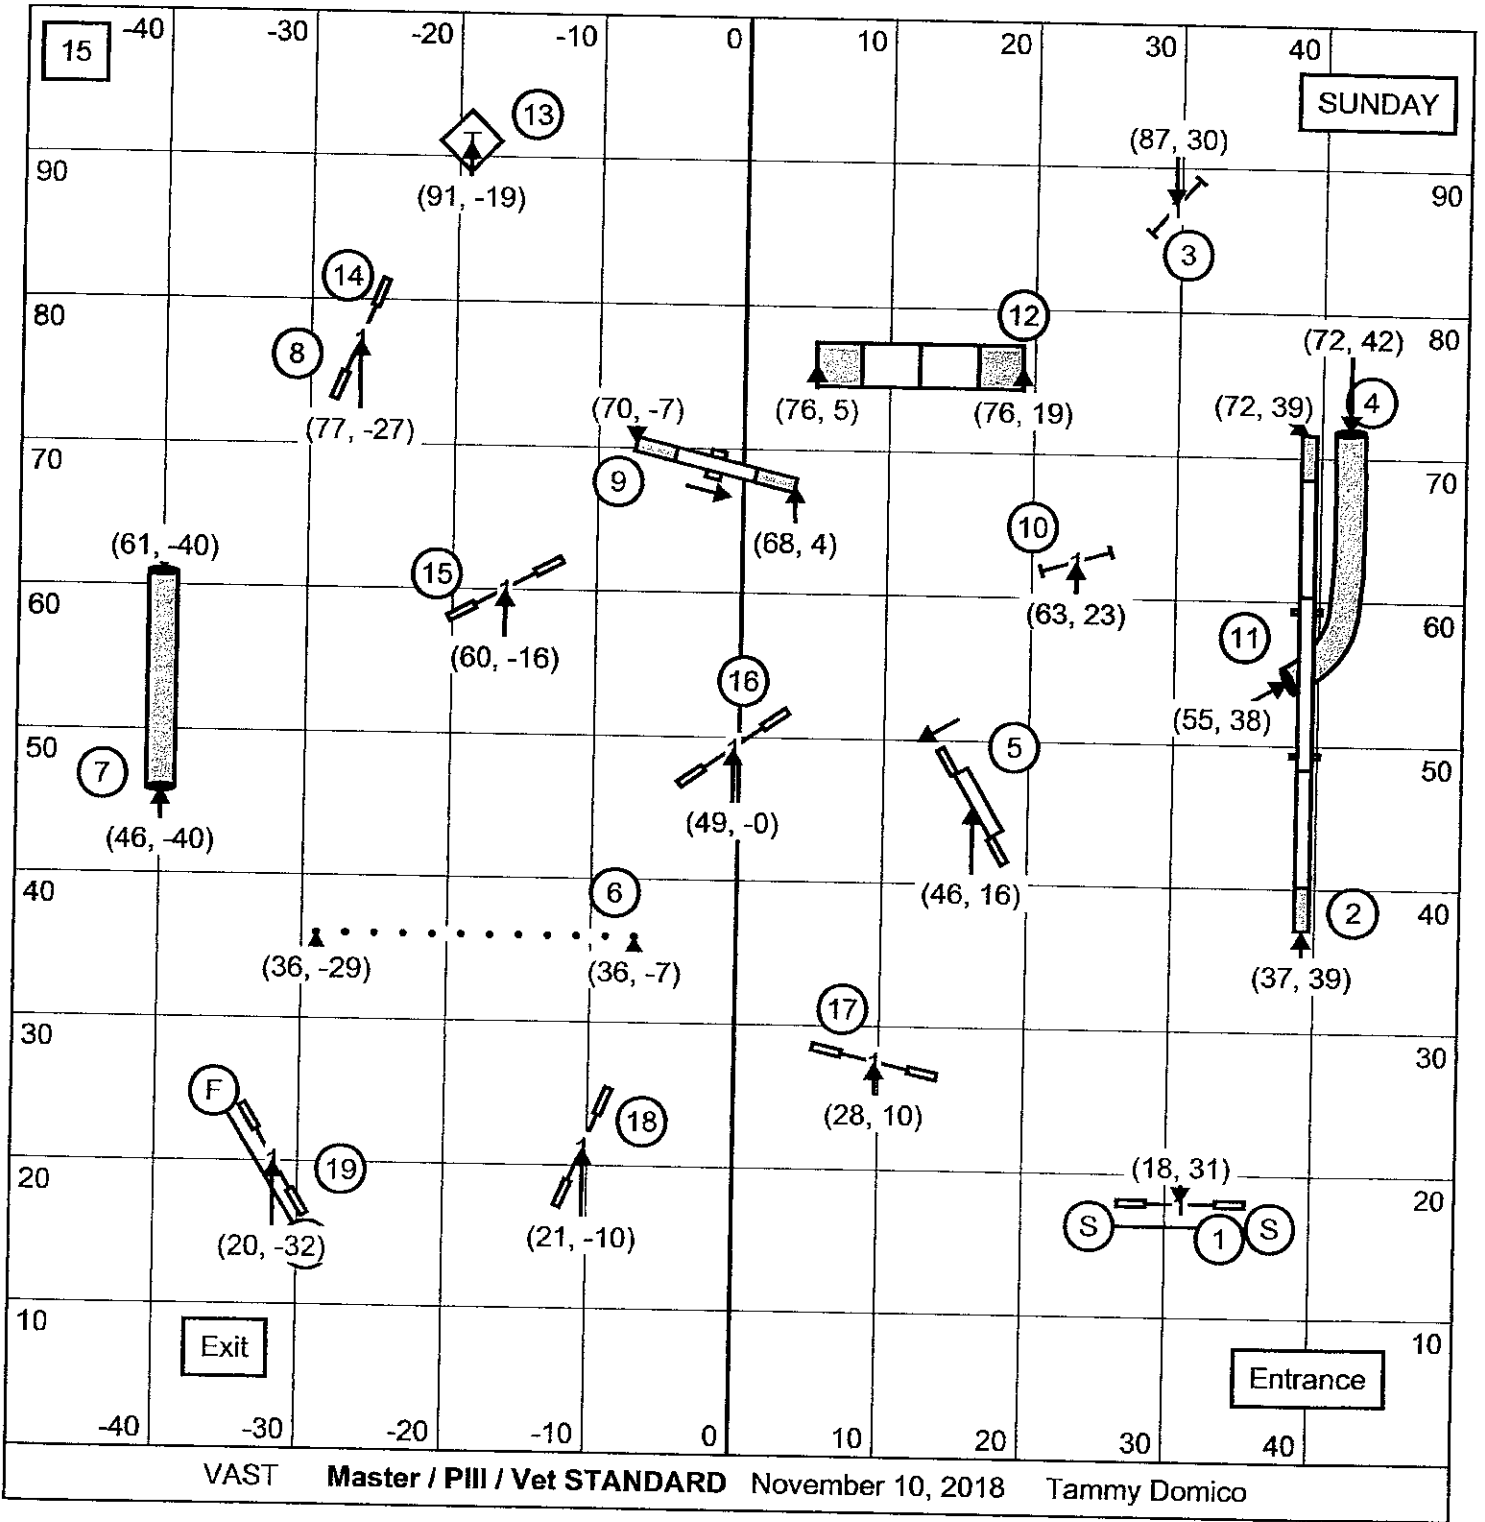 15
-40 -30 -20 -10 0 10 20 30 40
SUNDAY
13
T
(87, 30)
90 90
(91, -19)
3
14
12
80 80
8
(72, 42)
4
(70, -7) (76, 5) (76, 19) (72, 39)
(77, -27)
70 70
9
10
(61, -40) (68, 4)
15
60 (63, 23) 60
11
(60, -16)
16
(55, 38)
50 5 50
7
(49, -0)
(46, -40)
40 6 (46, 16) 2 40
(36, -29) (36, -7) (37, 39)
17
30 30
F
1
(28, 10)
18
19
(18, 31)
20 20
S 1 S
(20, -32) (21, -10)
10 10
Exit
Entrance
-40 -30 -20 -10 0 10 20 30 40
VAST Master / PIII / Vet STANDARD November 10, 2018 Tammy Domico